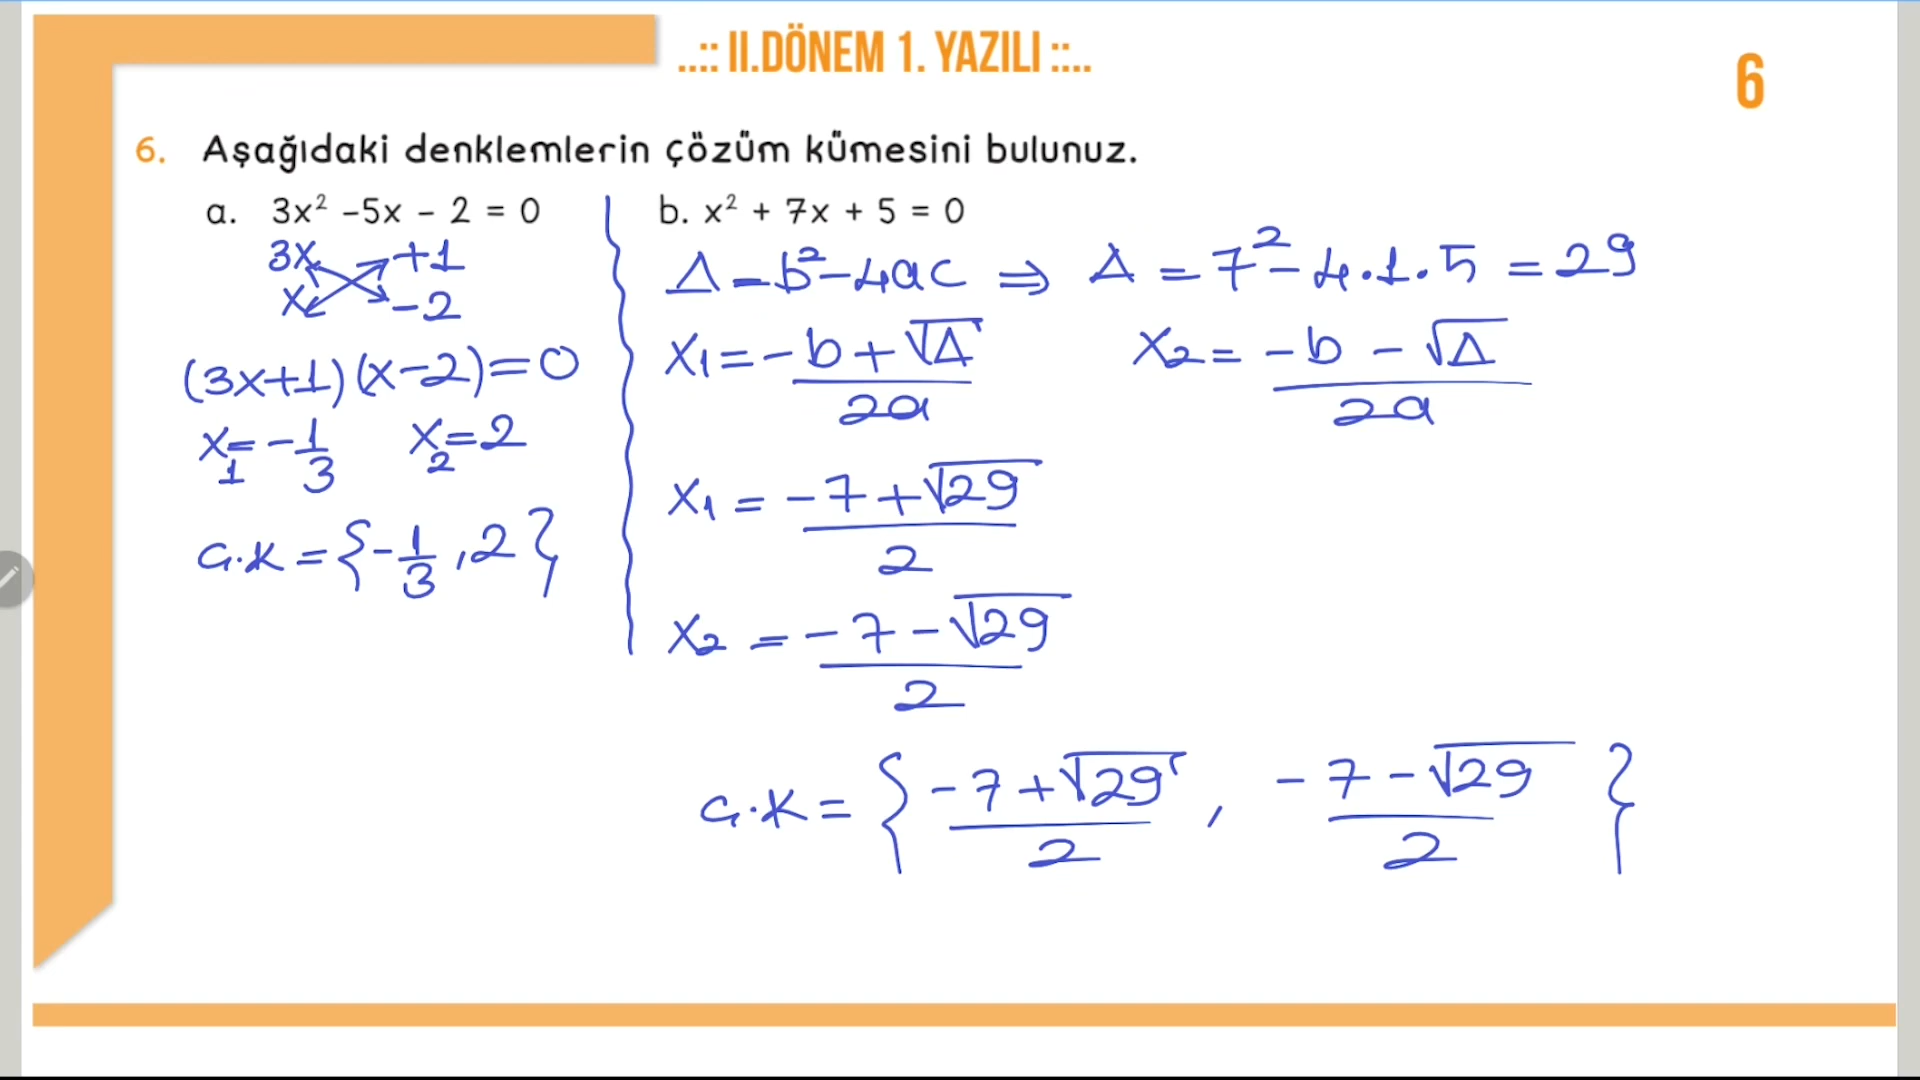 ..:: II.DÖNEM 1. YAZILI ::..
6
6. Aşağıdaki denklemlerin çözüm kümesini bulunuz.
a. 3x² -5x - 2 = 0
3x +1
x -2
(3x+1)(x-2)=0
x₁=-1/3 x₂=2
Ç.K={-1/3,2}
b. x² + 7x + 5 = 0
Δ=b²-4ac ⇒ Δ=7²-4.1.5=29
x₁=(-b+√Δ)/2a x₂=(-b-√Δ)/2a
x₁=(-7+√29)/2
x₂=(-7-√29)/2
Ç.K={(-7+√29)/2, (-7-√29)/2}